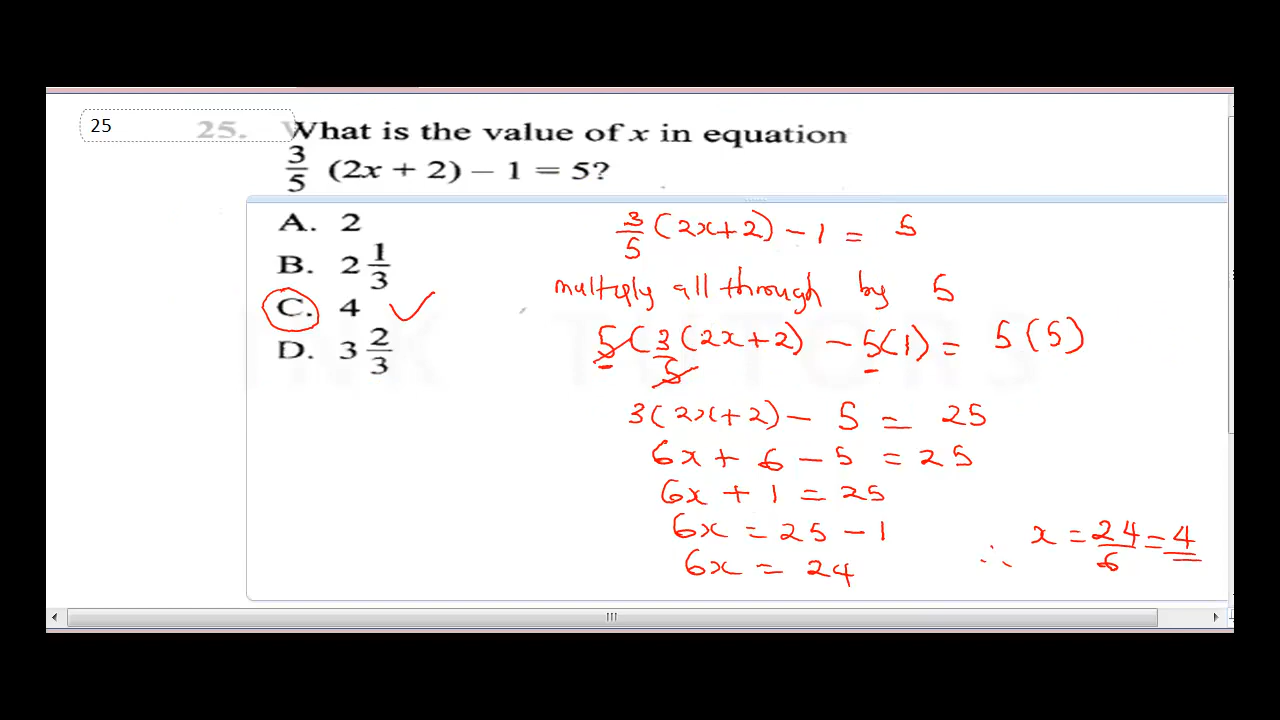 25
25. What is the value of x in equation
3/5 (2x + 2) – 1 = 5?
A. 2
B. 2 1/3
C. 4 ✓
D. 3 2/3
3/5 (2x+2) – 1 = 5
multiply all through by 5
5(3/5(2x+2) – 5(1) = 5(5)
3(2x+2) – 5 = 25
6x + 6 – 5 = 25
6x + 1 = 25
6x = 25 – 1
6x = 24
∴ x = 24/6 = 4
TUTORS